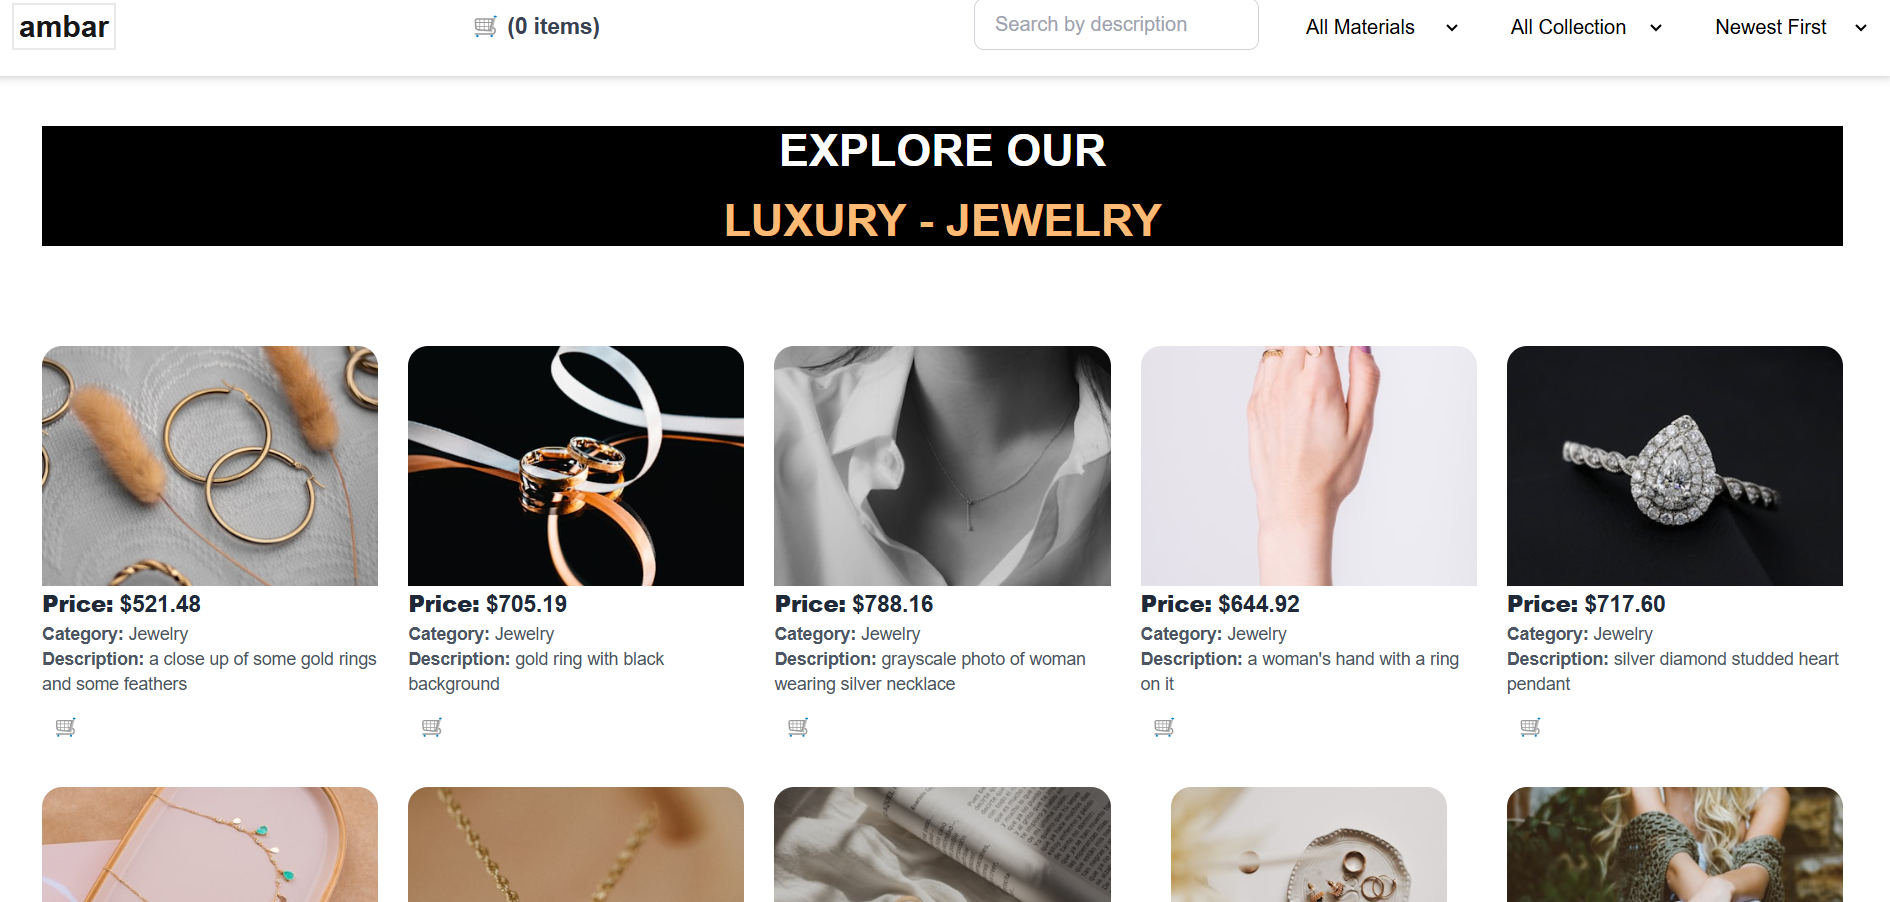 ambar
(0 items)
Search by description
All Materials
All Collection
Newest First
EXPLORE OUR
LUXURY - JEWELRY
Price: $521.48
Category: Jewelry
Description: a close up of some gold rings
and some feathers
Price: $705.19
Category: Jewelry
Description: gold ring with black
background
Price: $788.16
Category: Jewelry
Description: grayscale photo of woman
wearing silver necklace
Price: $644.92
Category: Jewelry
Description: a woman's hand with a ring
on it
Price: $717.60
Category: Jewelry
Description: silver diamond studded heart
pendant